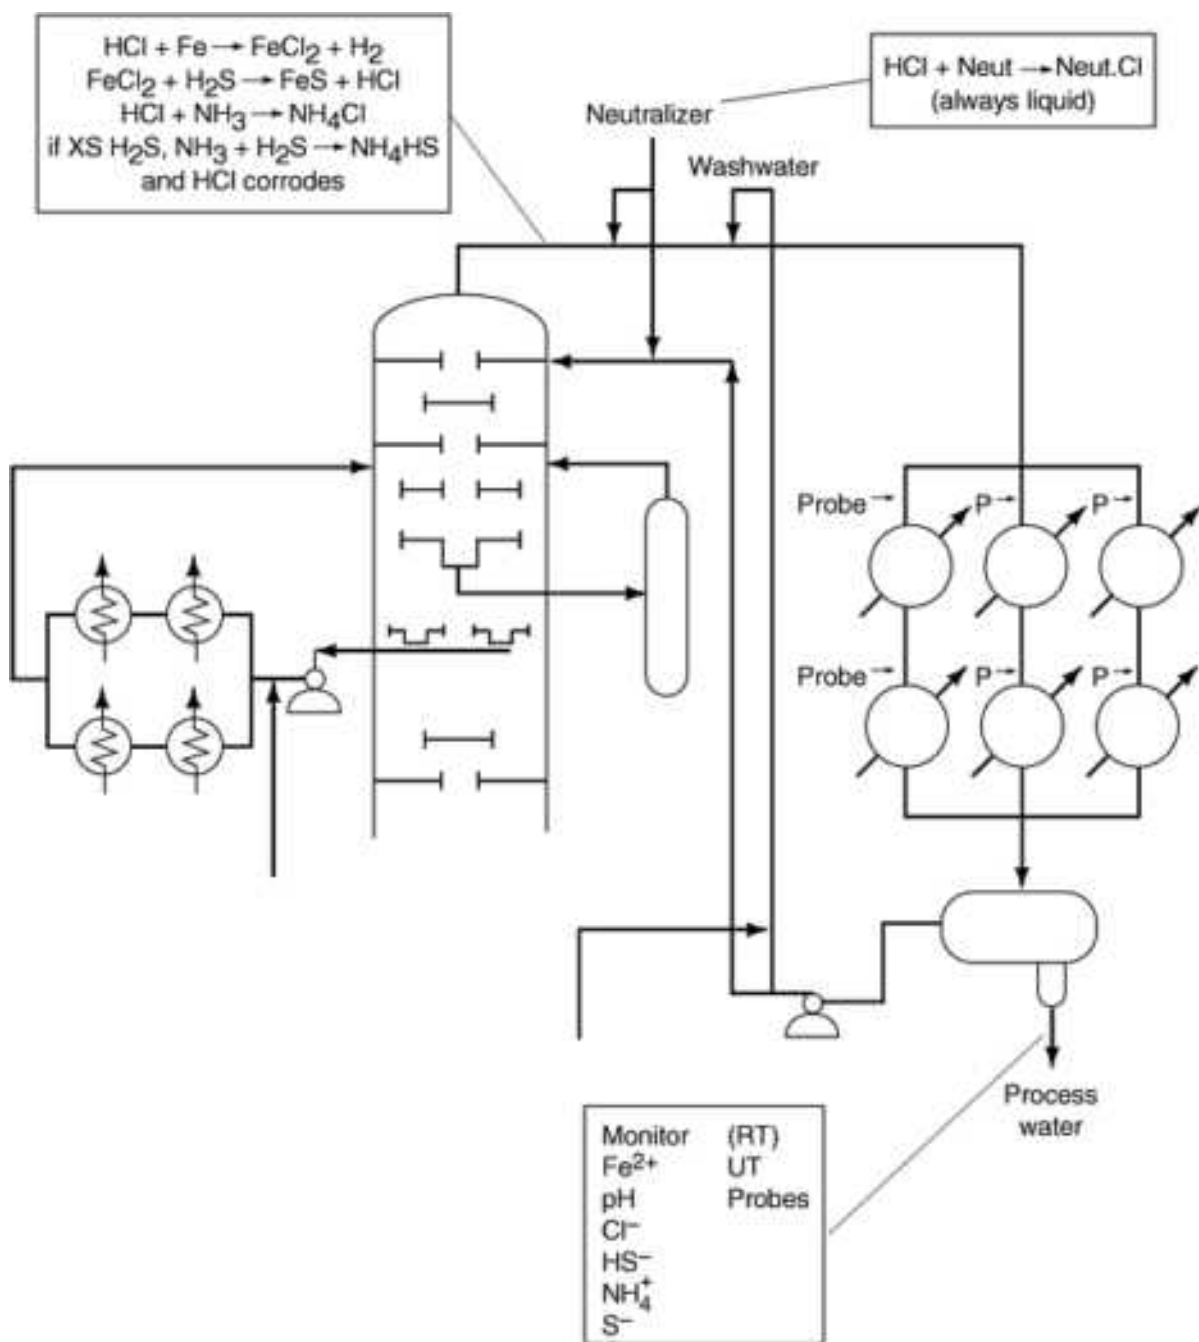 HCl + Fe → FeCl₂ + H₂
FeCl₂ + H₂S → FeS + HCl
HCl + NH₃ → NH₄Cl
if XS H₂S, NH₃ + H₂S → NH₄HS
and HCl corrodes
HCl + Neut → Neut.Cl
(always liquid)
Neutralizer
Washwater
Probe → P → P →
Probe → P → P →
Process
water
Monitor (RT)
Fe²⁺ UT
pH Probes
Cl⁻
HS⁻
NH₄⁺
S⁻